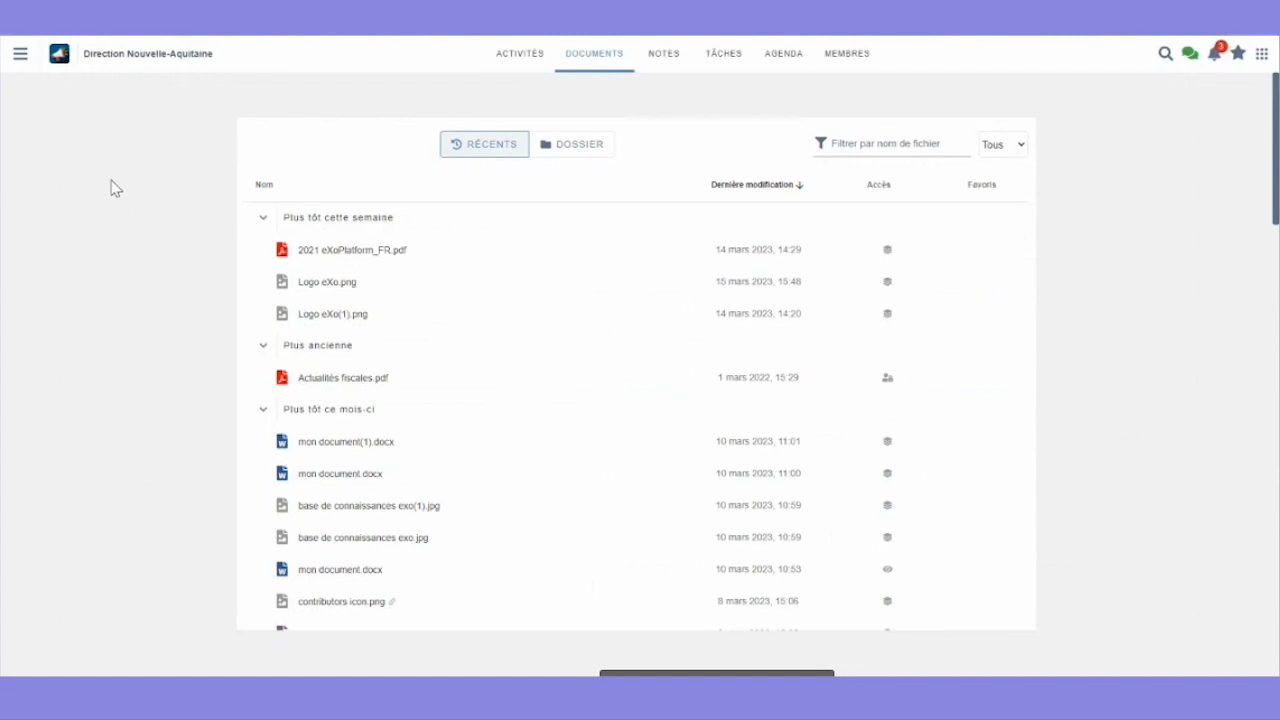 Direction Nouvelle-Aquitaine
ACTIVITÉS DOCUMENTS NOTES TÂCHES AGENDA MEMBRES
3
RÉCENTS DOSSIER
Filtrer par nom de fichier Tous
Nom Dernière modification Accès Favoris
Plus tôt cette semaine
2021 eXoPlatform_FR.pdf 14 mars 2023, 14:29
Logo eXo.png 15 mars 2023, 15:48
Logo eXo(1).png 14 mars 2023, 14:20
Plus ancienne
Actualités fiscales.pdf 1 mars 2022, 15:29
Plus tôt ce mois-ci
mon document(1).docx 10 mars 2023, 11:01
mon document.docx 10 mars 2023, 11:00
base de connaissances exo(1).jpg 10 mars 2023, 10:59
base de connaissances exo.jpg 10 mars 2023, 10:59
mon document.docx 10 mars 2023, 10:53
contributors icon.png 8 mars 2023, 15:06